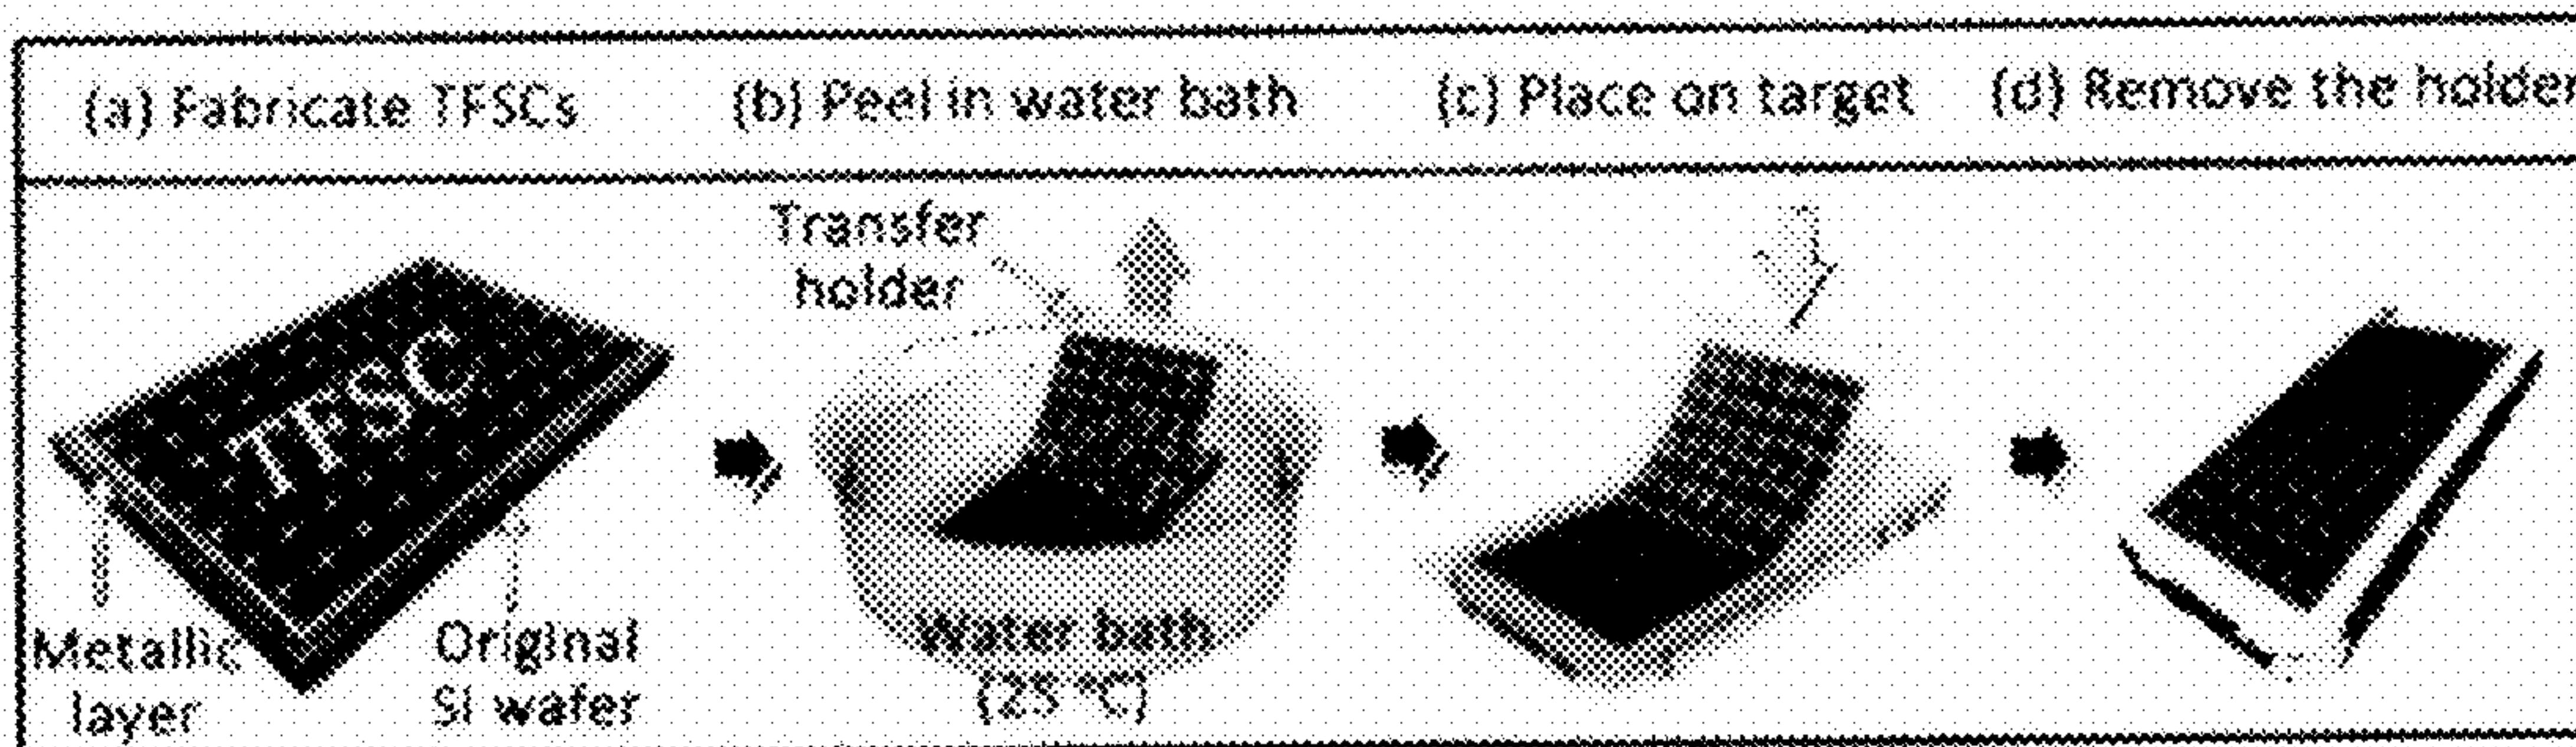 (a) Fabricate TFSCs
(b) Peel in water bath
(c) Place on target
(d) Remove the holder
Transfer
holder
TFSC
Metallic
layer
Original
Si wafer
Water bath
(25 °C)